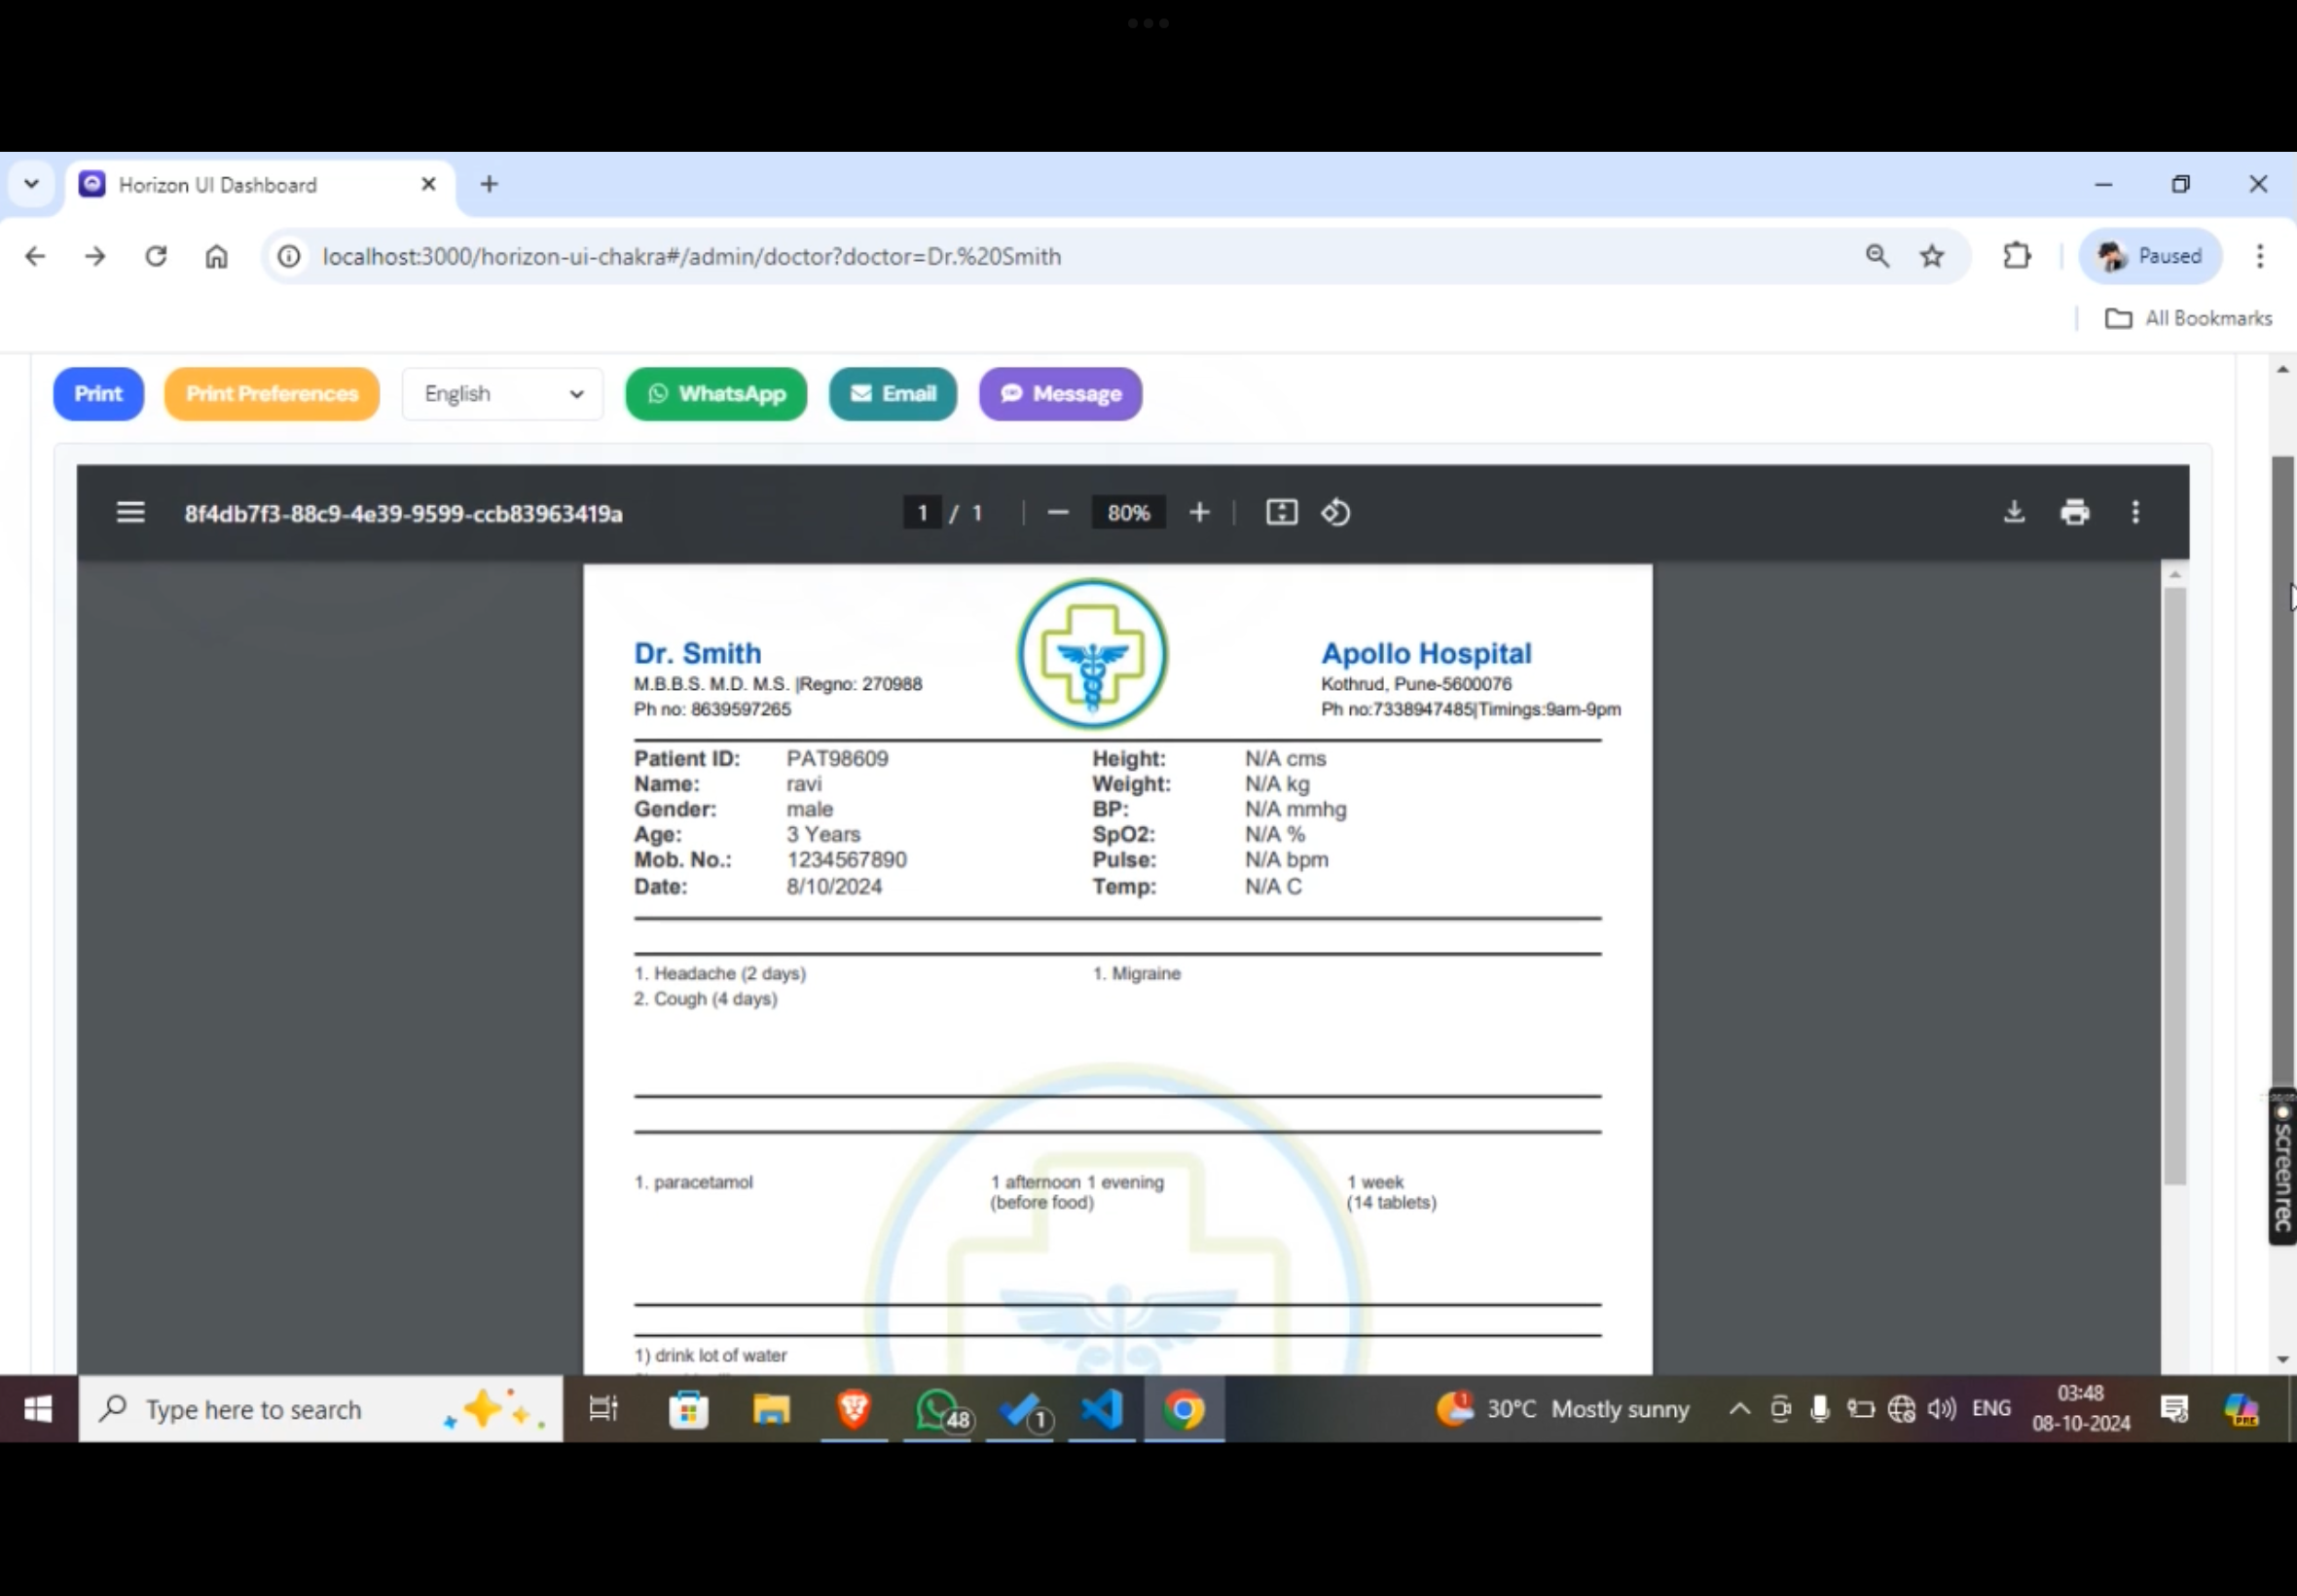 Horizon UI Dashboard
localhost:3000/horizon-ui-chakra#/admin/doctor?doctor=Dr.%20Smith
Paused
All Bookmarks
Print
Print Preferences
English
WhatsApp
Email
Message
8f4db7f3-88c9-4e39-9599-ccb83963419a
1 / 1
80%
Dr. Smith
M.B.B.S. M.D. M.S. |Regno: 270988
Ph no: 8639597265
Apollo Hospital
Kothrud, Pune-5600076
Ph no:7338947485|Timings:9am-9pm
Patient ID: PAT98609
Name: ravi
Gender: male
Age: 3 Years
Mob. No.: 1234567890
Date: 8/10/2024
Height: N/A cms
Weight: N/A kg
BP: N/A mmhg
SpO2: N/A %
Pulse: N/A bpm
Temp: N/A C
1. Headache (2 days)
2. Cough (4 days)
1. Migraine
1. paracetamol
1 afternoon 1 evening
(before food)
1 week
(14 tablets)
1) drink lot of water
screenrec
Type here to search
48
1
1
30°C Mostly sunny
ENG
03:48
08-10-2024
PRE